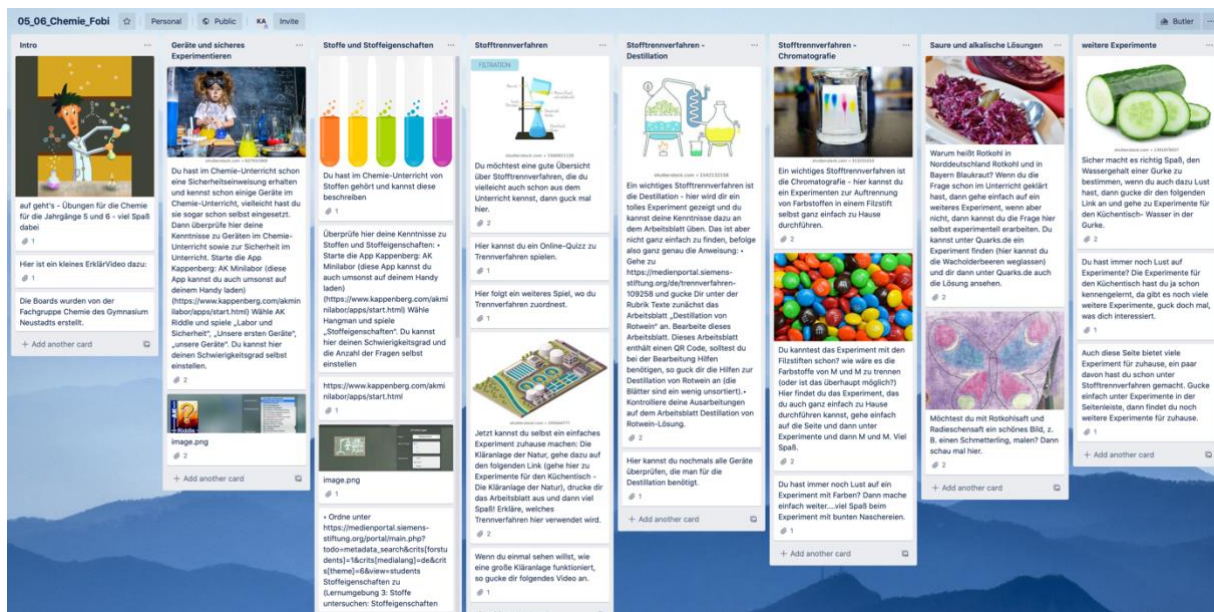 05_06_Chemie_Fobi
Personal
Public
KA
Invite
Butler
Intro
auf geht's - Übungen für die Chemie
für die Jahrgänge 5 und 6 - viel Spaß
dabei
1
Hier ist ein kleines ErklärVideo dazu:
1
Die Boards wurden von der
Fachgruppe Chemie des Gymnasium
Neustadts erstellt.
+ Add another card
Geräte und sicheres
Experimentieren
Du hast im Chemie-Unterricht schon
eine Sicherheitseinweisung erhalten
und kennst schon einige Geräte im
Chemie-Unterricht, vielleicht hast du
sie sogar schon selbst eingesetzt.
Dann überprüfe hier deine
Kenntnisse zu Geräten im Chemie-
Unterricht sowie zur Sicherheit im
Unterricht. Starte die App
Kappenberg: AK Minilabor (diese
App kannst du auch umsonst auf
deinem Handy laden)
(https://www.kappenberg.com/akmin
ilabor/apps/start.html) Wähle AK
Riddle und spiele „Labor und
Sicherheit", „Unsere ersten Geräte",
„unsere Geräte". Du kannst hier
deinen Schwierigkeitsgrad selbst
einstellen.
2
Riddle
image.png
2
+ Add another card
Stoffe und Stoffeigenschaften
Du hast im Chemie-Unterricht von
Stoffen gehört und kannst diese
beschreiben
1
Überprüfe hier deine Kenntnisse zu
Stoffen und Stoffeigenschaften: •
Starte die App Kappenberg: AK
Minilabor (diese App kannst du
auch umsonst auf deinem Handy
laden)
(https://www.kappenberg.com/akmi
nilabor/apps/start.html) Wähle
Hangman und spiele
„Stoffeigenschaften". Du kannst
hier deinen Schwierigkeitsgrad und
die Anzahl der Fragen selbst
einstellen
https://www.kappenberg.com/akmi
nilabor/apps/start.html
1
image.png
1
• Ordne unter
https://medienportal.siemens-
stiftung.org/portal/main.php?
todo=metadata_search&crits[forstu
dents]=1&crits[medialang]=de&crit
s[theme]=6&view=students
Stoffeigenschaften zu
(Lernumgebung 3: Stoffe
untersuchen: Stoffeigenschaften
Stofftrennverfahren
FILTRATION
Du möchtest eine gute Übersicht
über Stofftrennverfahren, die du
vielleicht auch schon aus dem
Unterricht kennst, dann guck mal
hier.
2
Hier kannst du ein Online-Quizz zu
Trennverfahren spielen.
1
Hier folgt ein weiteres Spiel, wo du
Trennverfahren zuordnest.
1
Jetzt kannst du selbst ein einfaches
Experiment zuhause machen: Die
Kläranlage der Natur, gehe dazu auf
den folgenden Link (gehe hier zu
Experimente für den Küchentisch -
Die Kläranlage der Natur), drucke dir
das Arbeitsblatt aus und dann viel
Spaß! Erkläre, welches
Trennverfahren hier verwendet wird.
2
Wenn du einmal sehen willst, wie
eine große Kläranlage funktioniert,
so gucke dir folgendes Video an.
1
Stofftrennverfahren -
Destillation
Ein wichtiges Stofftrennverfahren ist
die Destillation - hier wird dir ein
tolles Experiment gezeigt und du
kannst deine Kenntnisse dazu an
dem Arbeitsblatt üben. Das ist aber
nicht ganz einfach zu finden, befolge
also ganz genau die Anweisung: •
Gehe zu
https://medienportal.siemens-
stiftung.org/de/trennverfahren-
109258 und gucke Dir unter der
Rubrik Texte zunächst das
Arbeitsblatt „Destillation von
Rotwein" an. Bearbeite dieses
Arbeitsblatt. Dieses Arbeitsblatt
enthält einen QR Code, solltest du
bei der Bearbeitung Hilfen
benötigen, so guck dir die Hilfen zur
Destillation von Rotwein an (die
Blätter sind ein wenig unsortiert).•
Kontrolliere deine Ausarbeitungen
auf dem Arbeitsblatt Destillation von
Rotwein-Lösung.
2
Hier kannst du nochmals alle Geräte
überprüfen, die man für die
Destillation benötigt.
1
+ Add another card
Stofftrennverfahren -
Chromatografie
Ein wichtiges Stofftrennverfahren ist
die Chromatografie - hier kannst du
ein Experimenten zur Auftrennung
von Farbstoffen in einem Filzstift
selbst ganz einfach zu Hause
durchführen.
2
Du kanntest das Experiment mit den
Filzstiften schon? wie wäre es die
Farbstoffe von M und M zu trennen
(oder ist das überhaupt möglich?)
Hier findet du das Experiment, das
du auch ganz einfach zu Hause
durchführen kannst, gehe einfach
auf die Seite und dann unter
Experimente und dann M und M. Viel
Spaß.
2
Du hast immer noch Lust auf ein
Experiment mit Farben? Dann mache
einfach weiter....viel Spaß beim
Experiment mit bunten Naschereien.
1
+ Add another card
Saure und alkalische Lösungen
Warum heißt Rotkohl in
Norddeutschland Rotkohl und in
Bayern Blaukraut? Wenn du die
Frage schon im Unterricht geklärt
hast, dann gehe einfach auf ein
weiteres Experiment, wenn aber
nicht, dann kannst du die Frage hier
selbst experimentell erarbeiten. Du
kannst unter Quarks.de ein
Experiment finden (hier kannst du
die Wacholderbeeren weglassen)
und dir dann unter Quarks.de auch
die Lösung ansehen.
2
Möchtest du mit Rotkohlsaft und
Radieschensaft ein schönes Bild, z.
B. einen Schmetterling, malen? Dann
schau mal hier.
2
+ Add another card
weitere Experimente
Sicher macht es richtig Spaß, den
Wassergehalt einer Gurke zu
bestimmen, wenn du auch dazu Lust
hast, dann gucke dir den folgenden
Link an und gehe zu Experimente für
den Küchentisch- Wasser in der
Gurke.
2
Du hast immer noch Lust auf
Experimente? Die Experimente für
den Küchentisch hast du ja schon
kennengelernt, da gibt es noch viele
weitere Experimente, guck doch mal,
was dich interessiert.
1
Auch diese Seite bietet viele
Experiment für zuhause, ein paar
davon hast du schon unter
Stofftrennverfahren gemacht. Gucke
einfach unter Experimente in der
Seitenleiste, dann findet du noch
weitere Experimente für zuhause.
1
+ Add another card